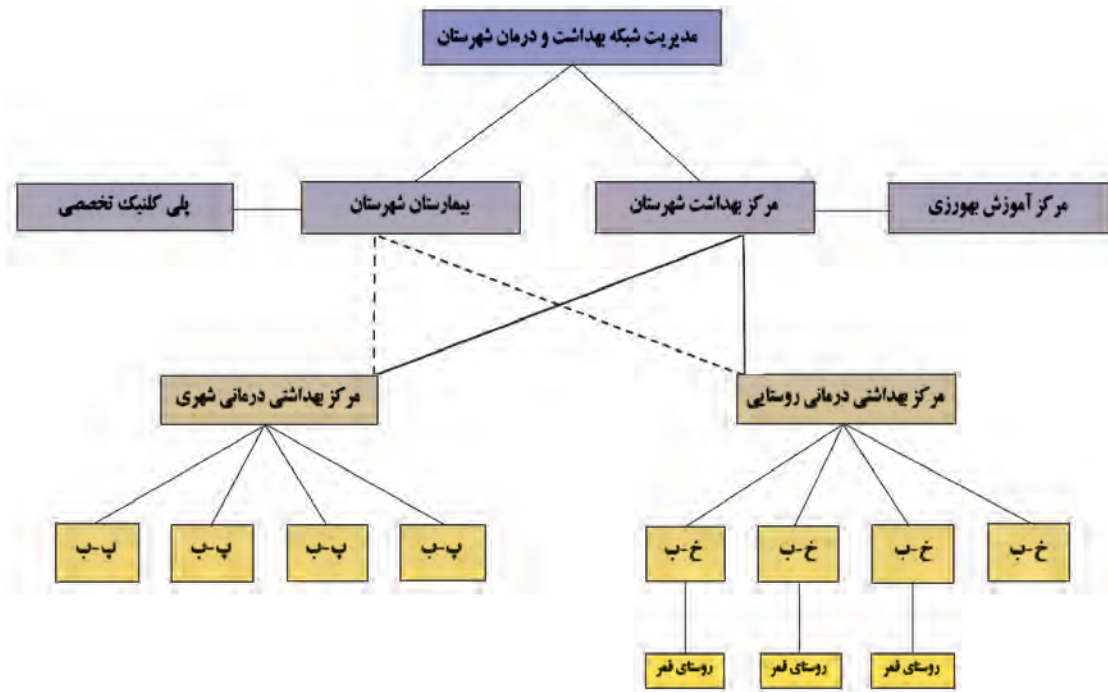 مدیریت شبکه بهداشت و درمان شهرستان
مرکز آموزش بهورزی
مرکز بهداشت شهرستان
بیمارستان شهرستان
پلی کلنیک تخصصی
مرکز بهداشتی درمانی روستایی
مرکز بهداشتی درمانی شهری
خ-ب
خ-ب
خ-ب
خ-ب
پ-ب
پ-ب
پ-ب
پ-ب
روستای قمر
روستای قمر
روستای قمر